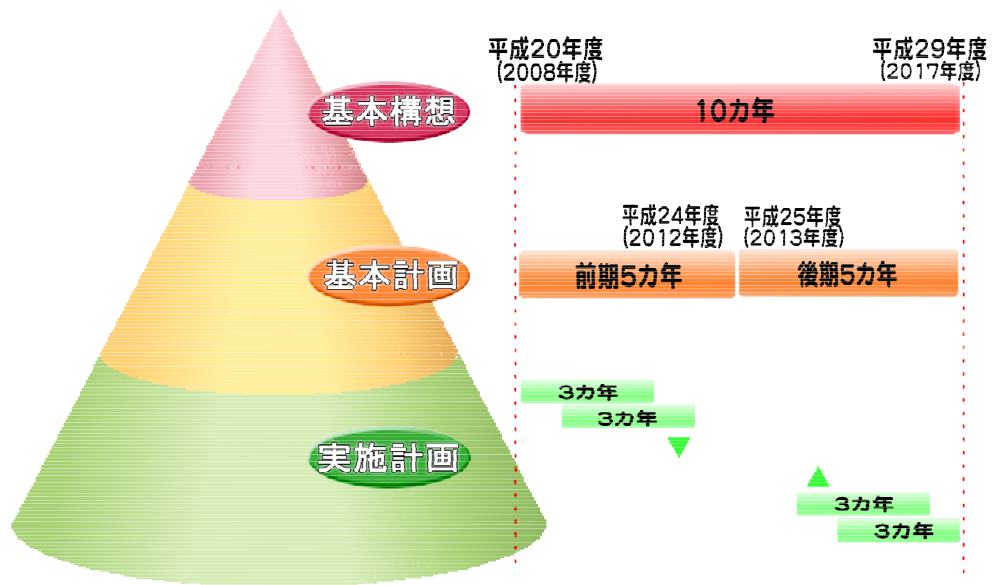 平成20年度
(2008年度)
平成29年度
(2017年度)
基本構想
10カ年
平成24年度
(2012年度)
平成25年度
(2013年度)
基本計画
前期5カ年
後期5カ年
3カ年
3カ年
実施計画
3カ年
3カ年